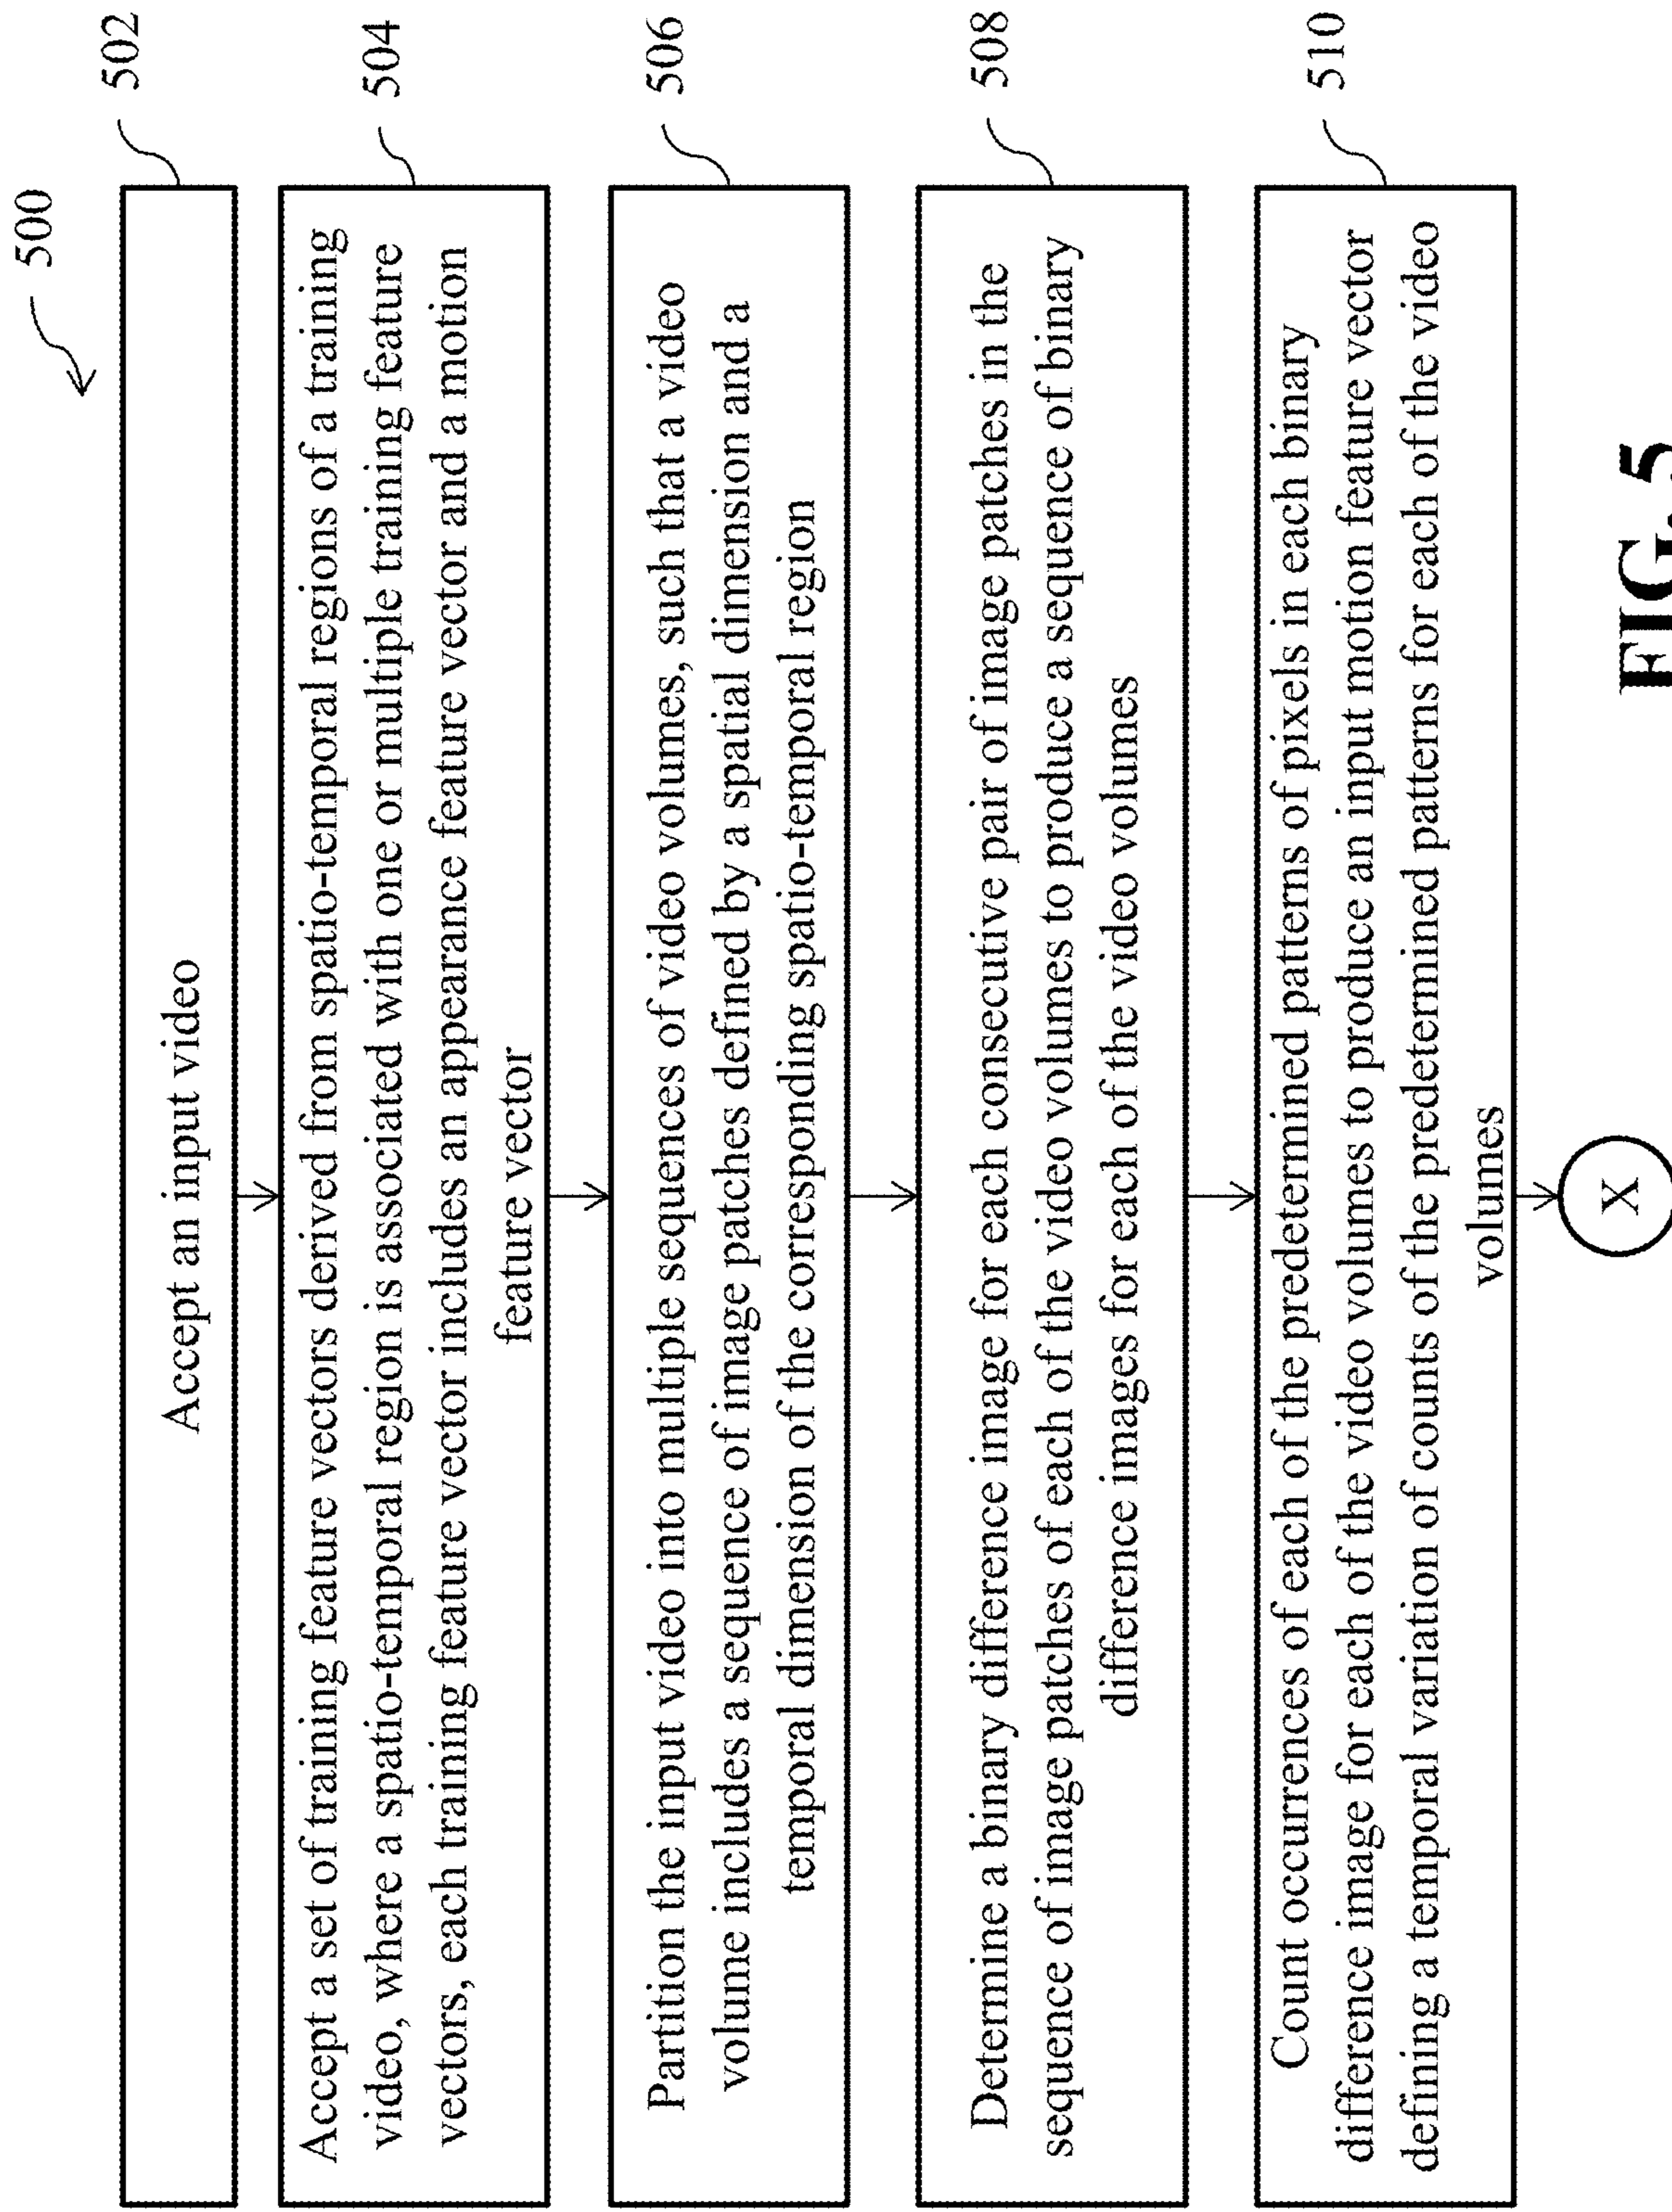 500
502
Accept an input video
504
Accept a set of training feature vectors derived from spatio-temporal regions of a training
video, where a spatio-temporal region is associated with one or multiple training feature
vectors, each training feature vector includes an appearance feature vector and a motion
feature vector
506
Partition the input video into multiple sequences of video volumes, such that a video
volume includes a sequence of image patches defined by a spatial dimension and a
temporal dimension of the corresponding spatio-temporal region
508
Determine a binary difference image for each consecutive pair of image patches in the
sequence of image patches of each of the video volumes to produce a sequence of binary
difference images for each of the video volumes
510
Count occurrences of each of the predetermined patterns of pixels in each binary
difference image for each of the video volumes to produce an input motion feature vector
defining a temporal variation of counts of the predetermined patterns for each of the video
volumes
X
FIG. 5